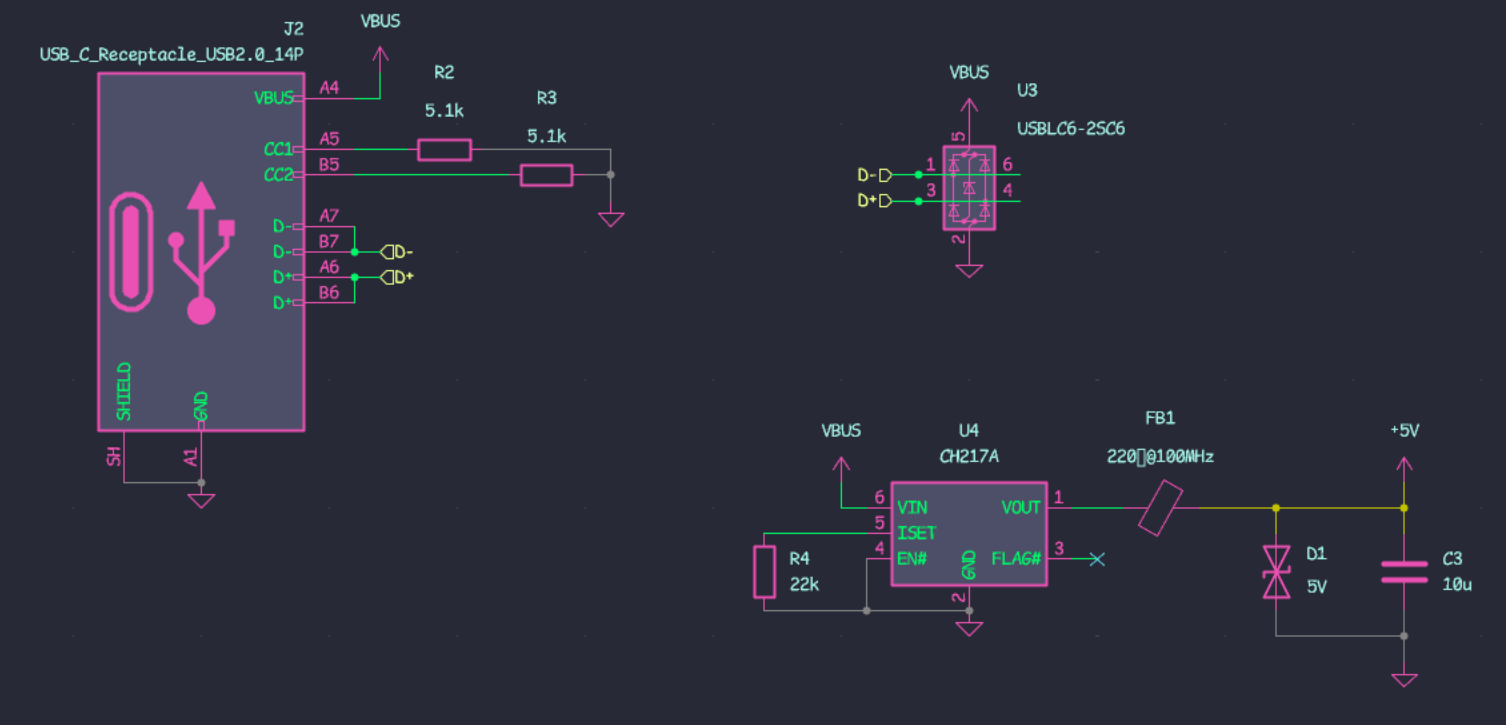 J2
USB_C_Receptacle_USB2.0_14P
VBUS
VBUS
A4
CC1
A5
CC2
B5
D-
A7
D-
B7
D+
A6
D+
B6
SHIELD
GND
SH
A1
R2
5.1k
R3
5.1k
D-
D+
VBUS
U3
USBLC6-2SC6
5
D-
1
6
D+
3
4
2
VBUS
U4
CH217A
6
VIN
5
ISET
4
EN#
VOUT
1
FLAG#
3
GND
2
R4
22k
FB1
220▯@100MHz
+5V
D1
5V
C3
10u